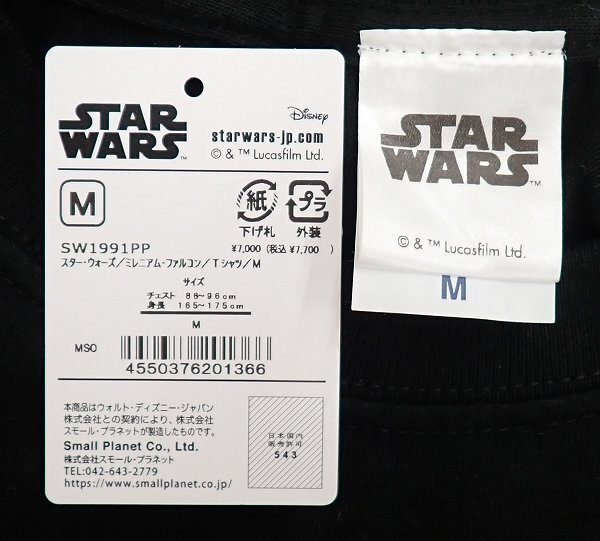 STAR
WARS
™
Disney
starwars-jp.com
© & ™ Lucasfilm Ltd.
M
紙
下げ札
プラ
外装
SW1991PP
¥7,000 (税込 ¥7,700 )
スター・ウォーズ/ミレニアム・ファルコン/Tシャツ/M
サイズ
チェスト 88~96cm
身長 165~175cm
M
MSO
4550376201366
本商品はウォルト・ディズニー・ジャパン
株式会社との契約により、株式会社
スモール・プラネットが製造したものです。
Small Planet Co., Ltd.
株式会社スモール・プラネット
TEL:042-643-2779
https://www.smallplanet.co.jp/
日本国内
販売許可
543
STAR
WARS
™
© & ™ Lucasfilm Ltd.
M